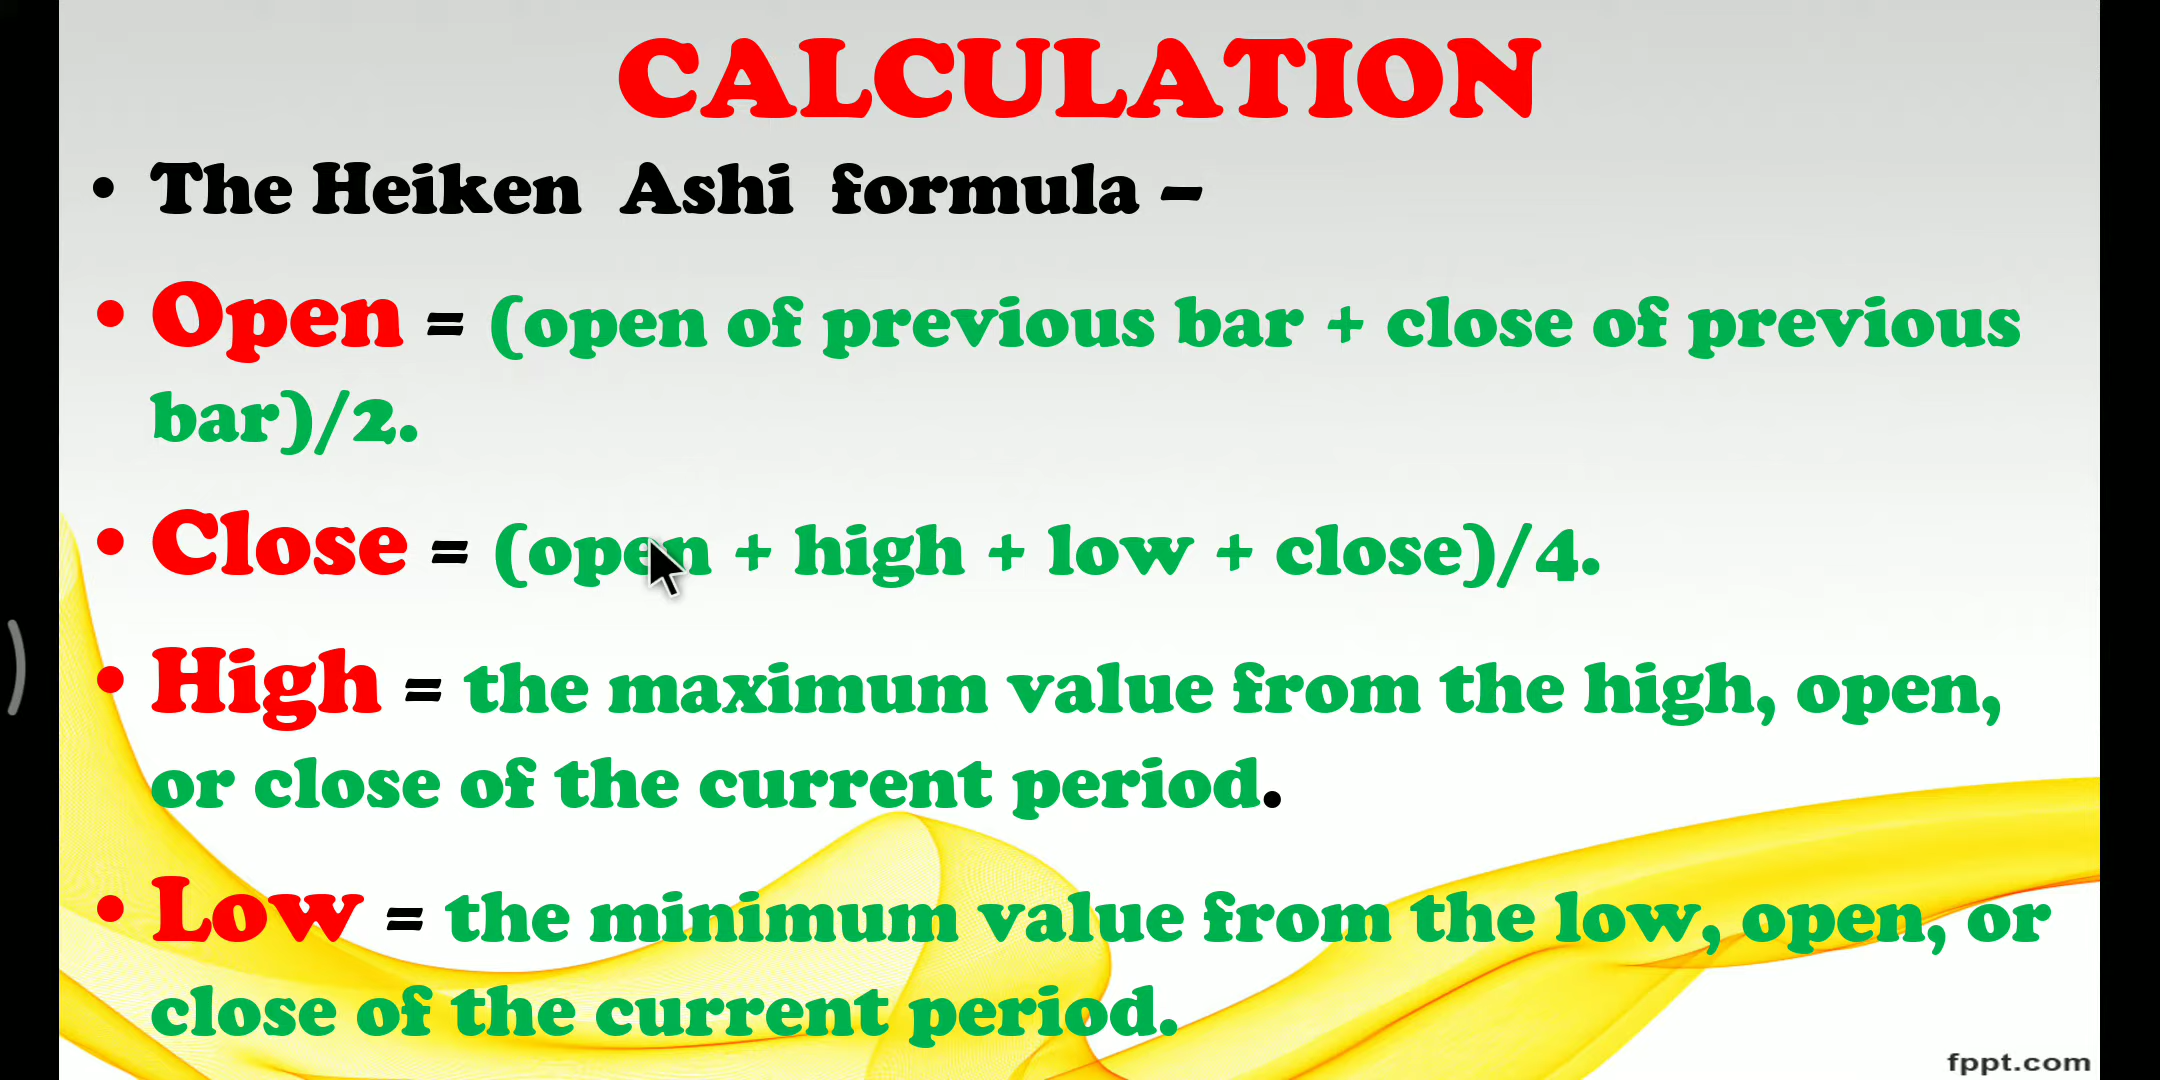 CALCULATION
• The Heiken Ashi formula –
• Open = (open of previous bar + close of previous
bar)/2.
• Close = (open + high + low + close)/4.
• High = the maximum value from the high, open,
or close of the current period.
• Low = the minimum value from the low, open, or
close of the current period.
fppt.com